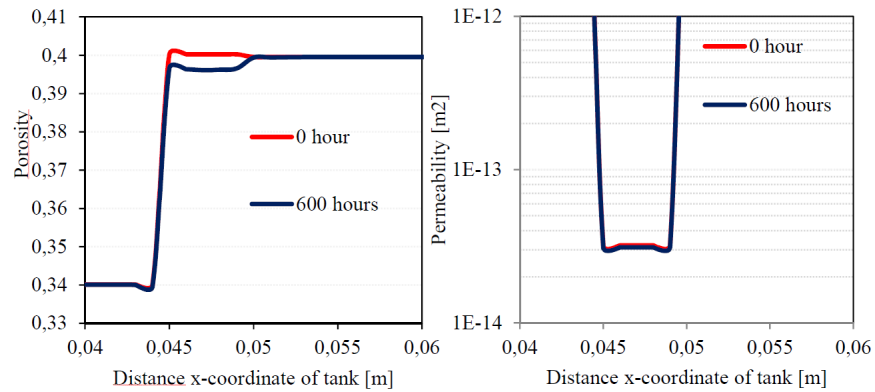 0,41
0,4
0,39
0,38
0,37
0,36
0,35
0,34
0,33
Porosity
0 hour
600 hours
0,04
0,045
0,05
0,055
0,06
Distance x-coordinate of tank [m]
1E-12
1E-13
1E-14
Permeability [m2]
0 hour
600 hours
0,04
0,045
0,05
0,055
0,06
Distance x-coordinate of tank [m]